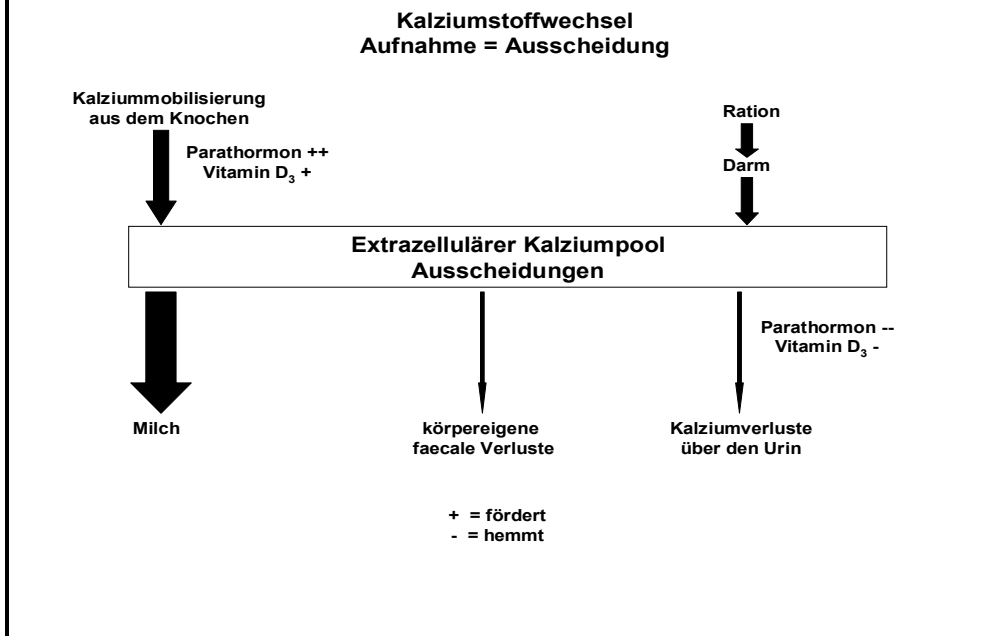 Kalziumstoffwechsel
Aufnahme = Ausscheidung
Kalziummobilisierung
aus dem Knochen
Parathormon ++
Vitamin D₃ +
Ration
Darm
Extrazellulärer Kalziumpool
Ausscheidungen
Parathormon --
Vitamin D₃ -
Milch
körpereigene
faecale Verluste
Kalziumverluste
über den Urin
+ = fördert
- = hemmt